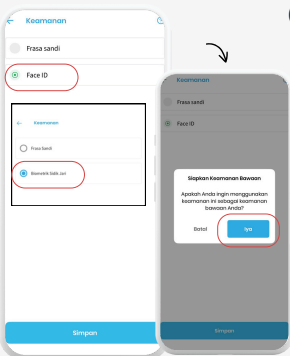 Keamanan
Frasa sandi
Face ID
Keamanan
Frasa Sandi
Biometrik Sidik Jari
Simpan
Keamanan
Frasa sandi
Face ID
Siapkan Keamanan Bawaan
Apakah Anda ingin menggunakan
keamanan ini sebagai keamanan
bawaan Anda?
Batal
Iya
Simpan